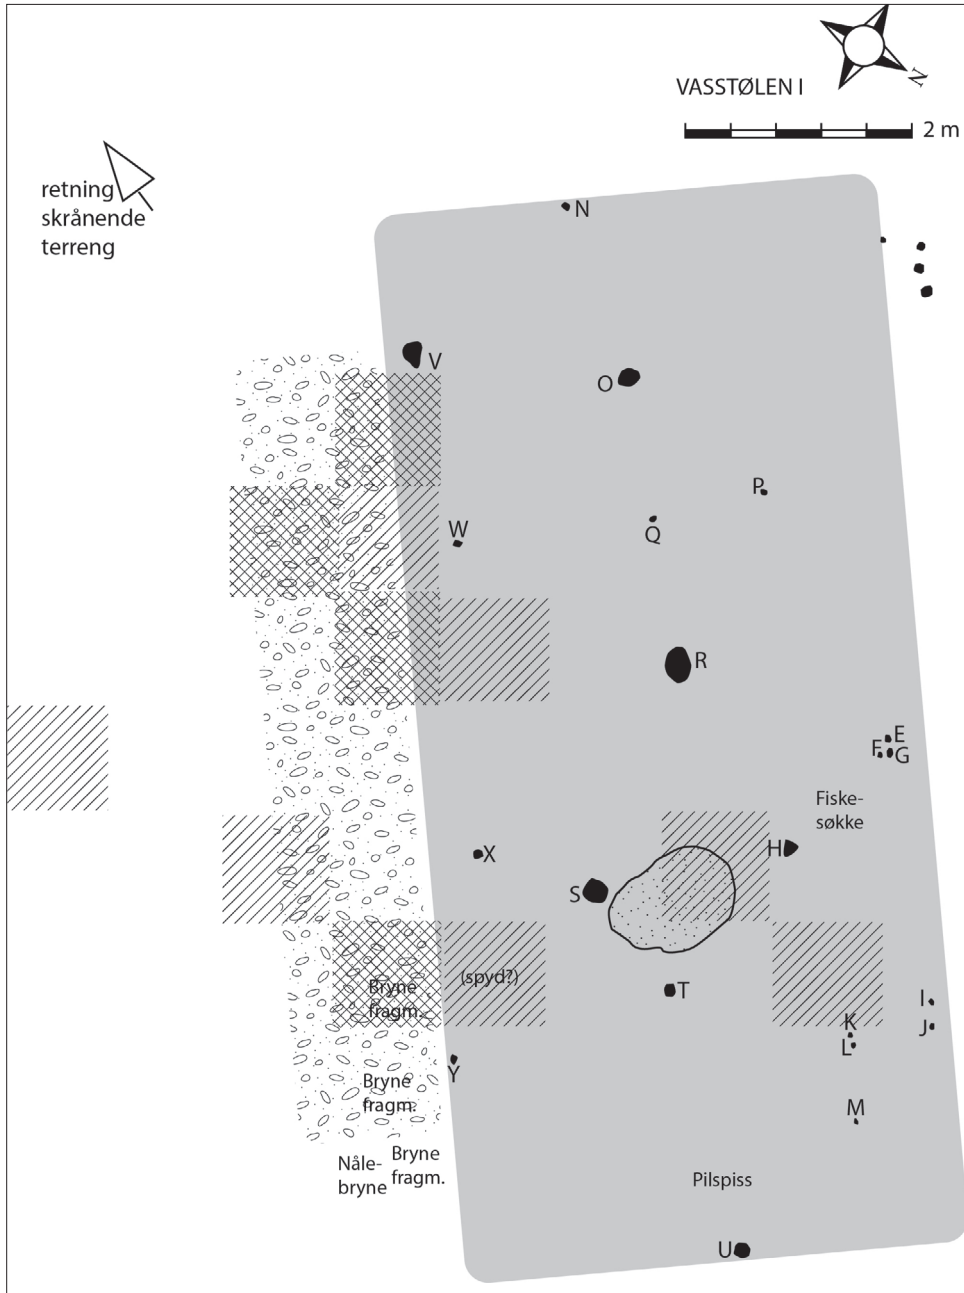 N
VASSTØLEN I
2 m
retning
skrånende
terreng
N
V
O
P
W
Q
R
E
F
G
Fiske-
søkke
H
X
S
(spyd?)
Bryne
fragm.
T
I
K
J
L
Y
Bryne
fragm.
M
Bryne
fragm.
Nåle-
bryne
Pilspiss
U